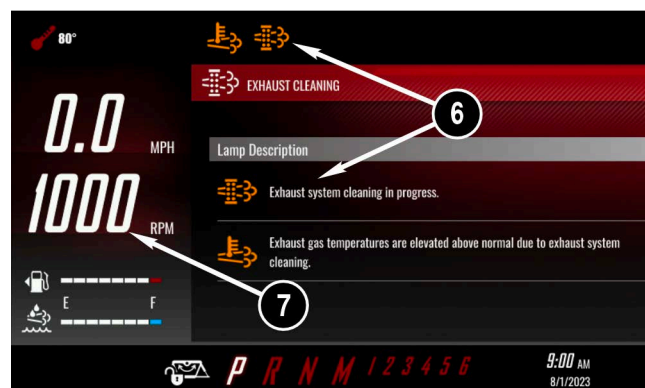 80°
EXHAUST CLEANING
6
0.0 MPH
Lamp Description
Exhaust system cleaning in progress.
1000 RPM
Exhaust gas temperatures are elevated above normal due to exhaust system
cleaning.
7
E F
P R N M 1 2 3 4 5 6
9:00 AM
8/1/2023